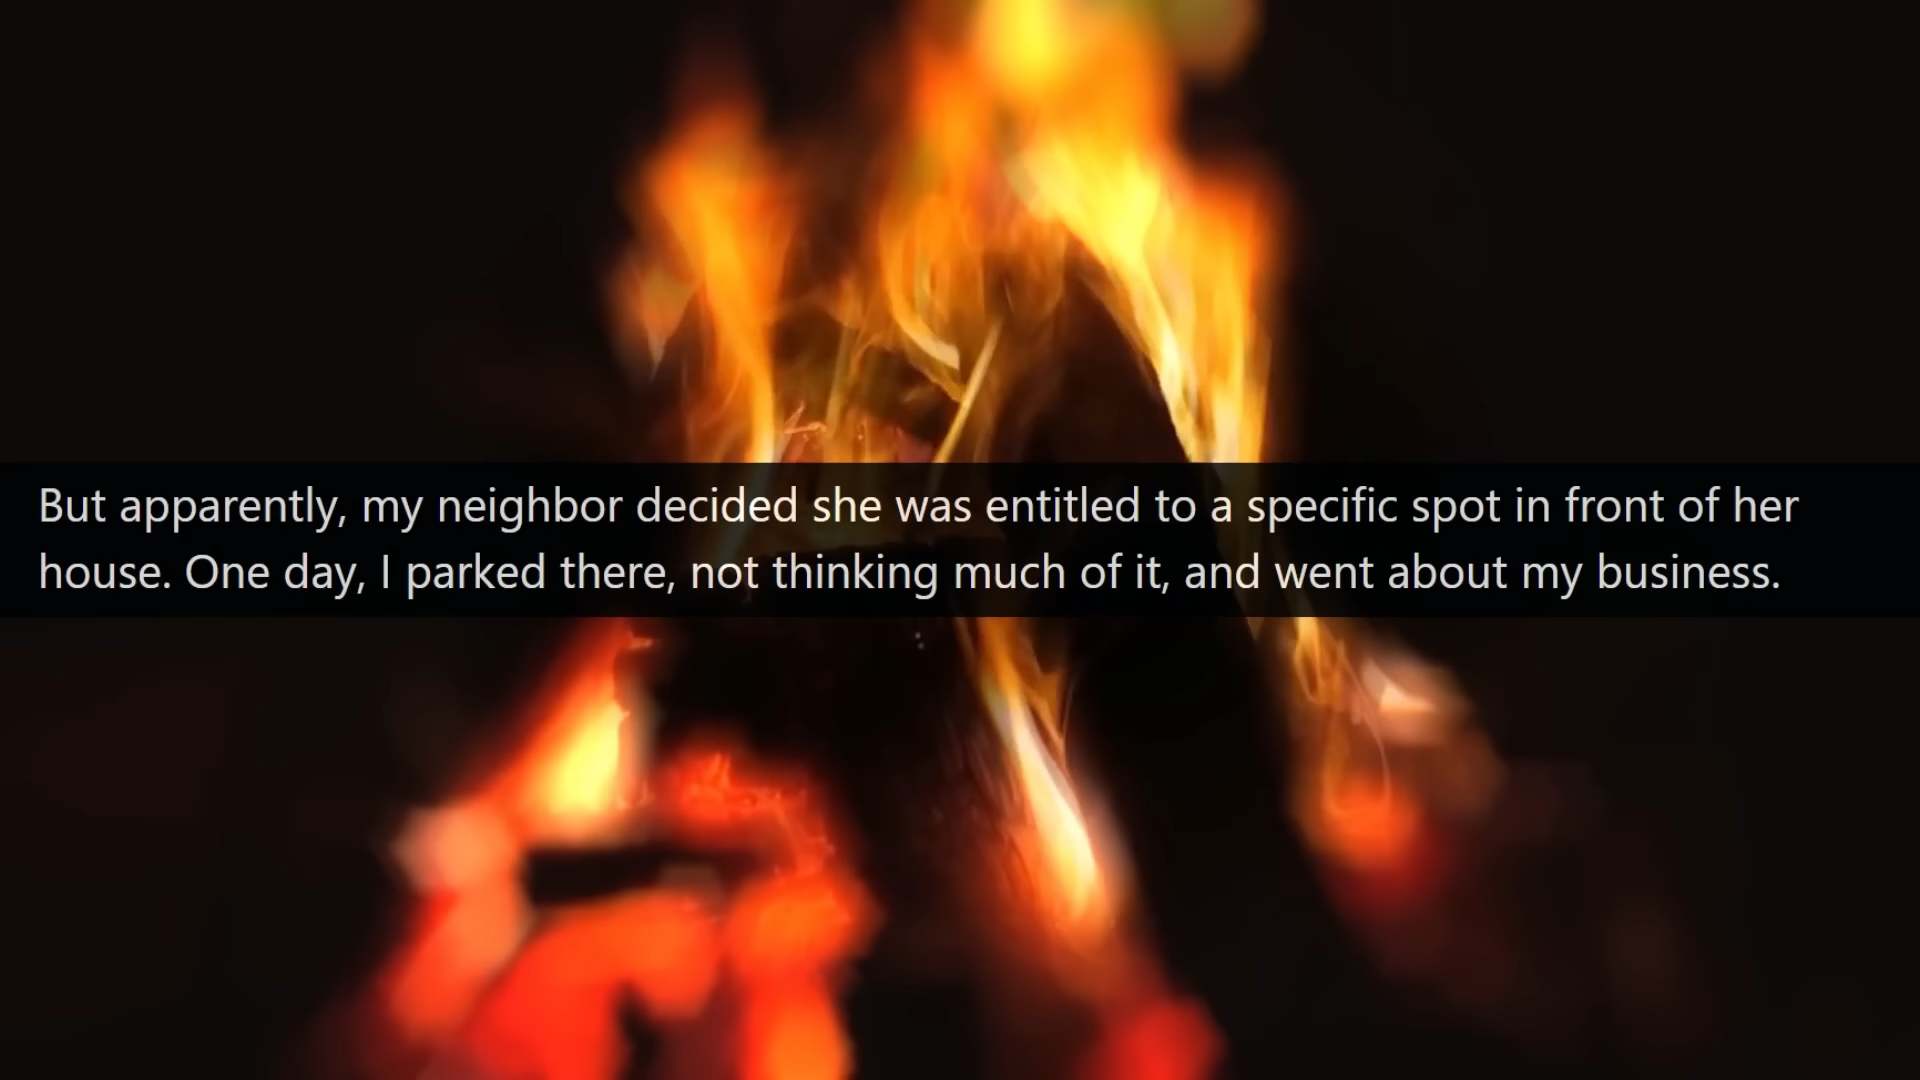 But apparently, my neighbor decided she was entitled to a specific spot in front of her
house. One day, I parked there, not thinking much of it, and went about my business.